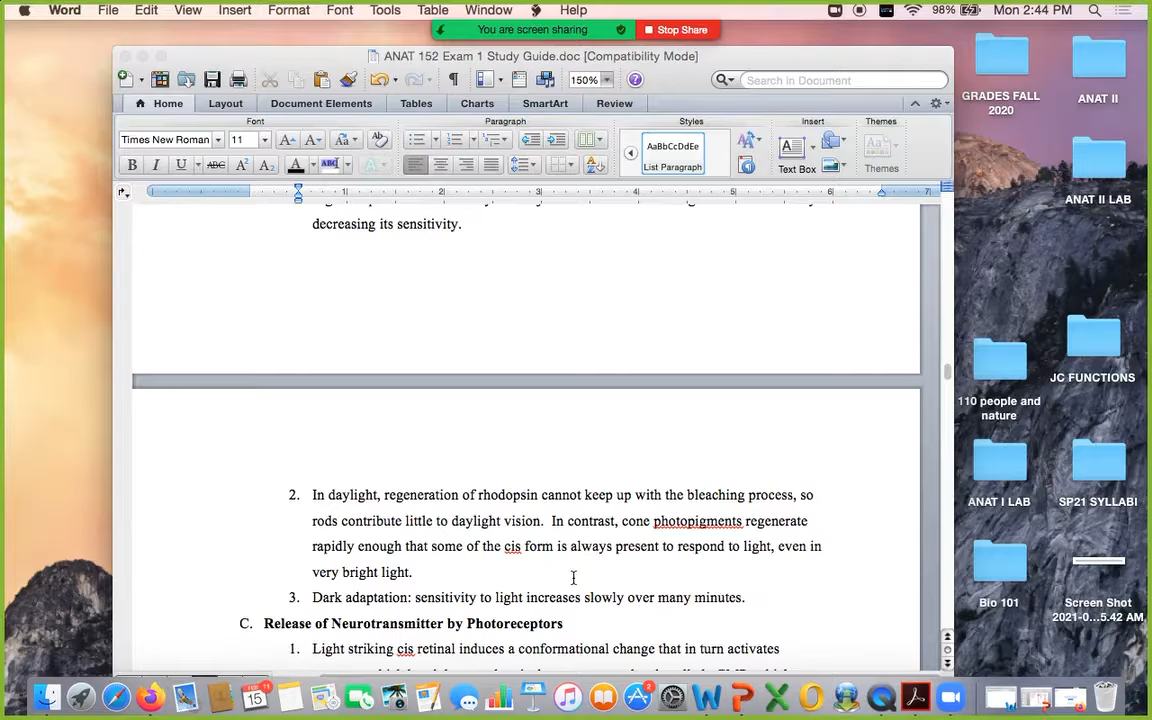 Word File Edit View Insert Format Font Tools Table Window Help 98% Mon 2:44 PM
You are screen sharing Stop Share
ANAT 152 Exam 1 Study Guide.doc [Compatibility Mode]
150% Search in Document
Home Layout Document Elements Tables Charts SmartArt Review
Font Paragraph Styles Insert Themes
Times New Roman 11 AaBbCcDdEe
List Paragraph Text Box Themes
decreasing its sensitivity.
2. In daylight, regeneration of rhodopsin cannot keep up with the bleaching process, so
rods contribute little to daylight vision. In contrast, cone photopigments regenerate
rapidly enough that some of the cis form is always present to respond to light, even in
very bright light.
3. Dark adaptation: sensitivity to light increases slowly over many minutes.
C. Release of Neurotransmitter by Photoreceptors
1. Light striking cis retinal induces a conformational change that in turn activates
GRADES FALL
2020
ANAT II
ANAT II LAB
JC FUNCTIONS
110 people and
nature
ANAT I LAB
SP21 SYLLABI
Bio 101
Screen Shot
2021-0...5.42 AM